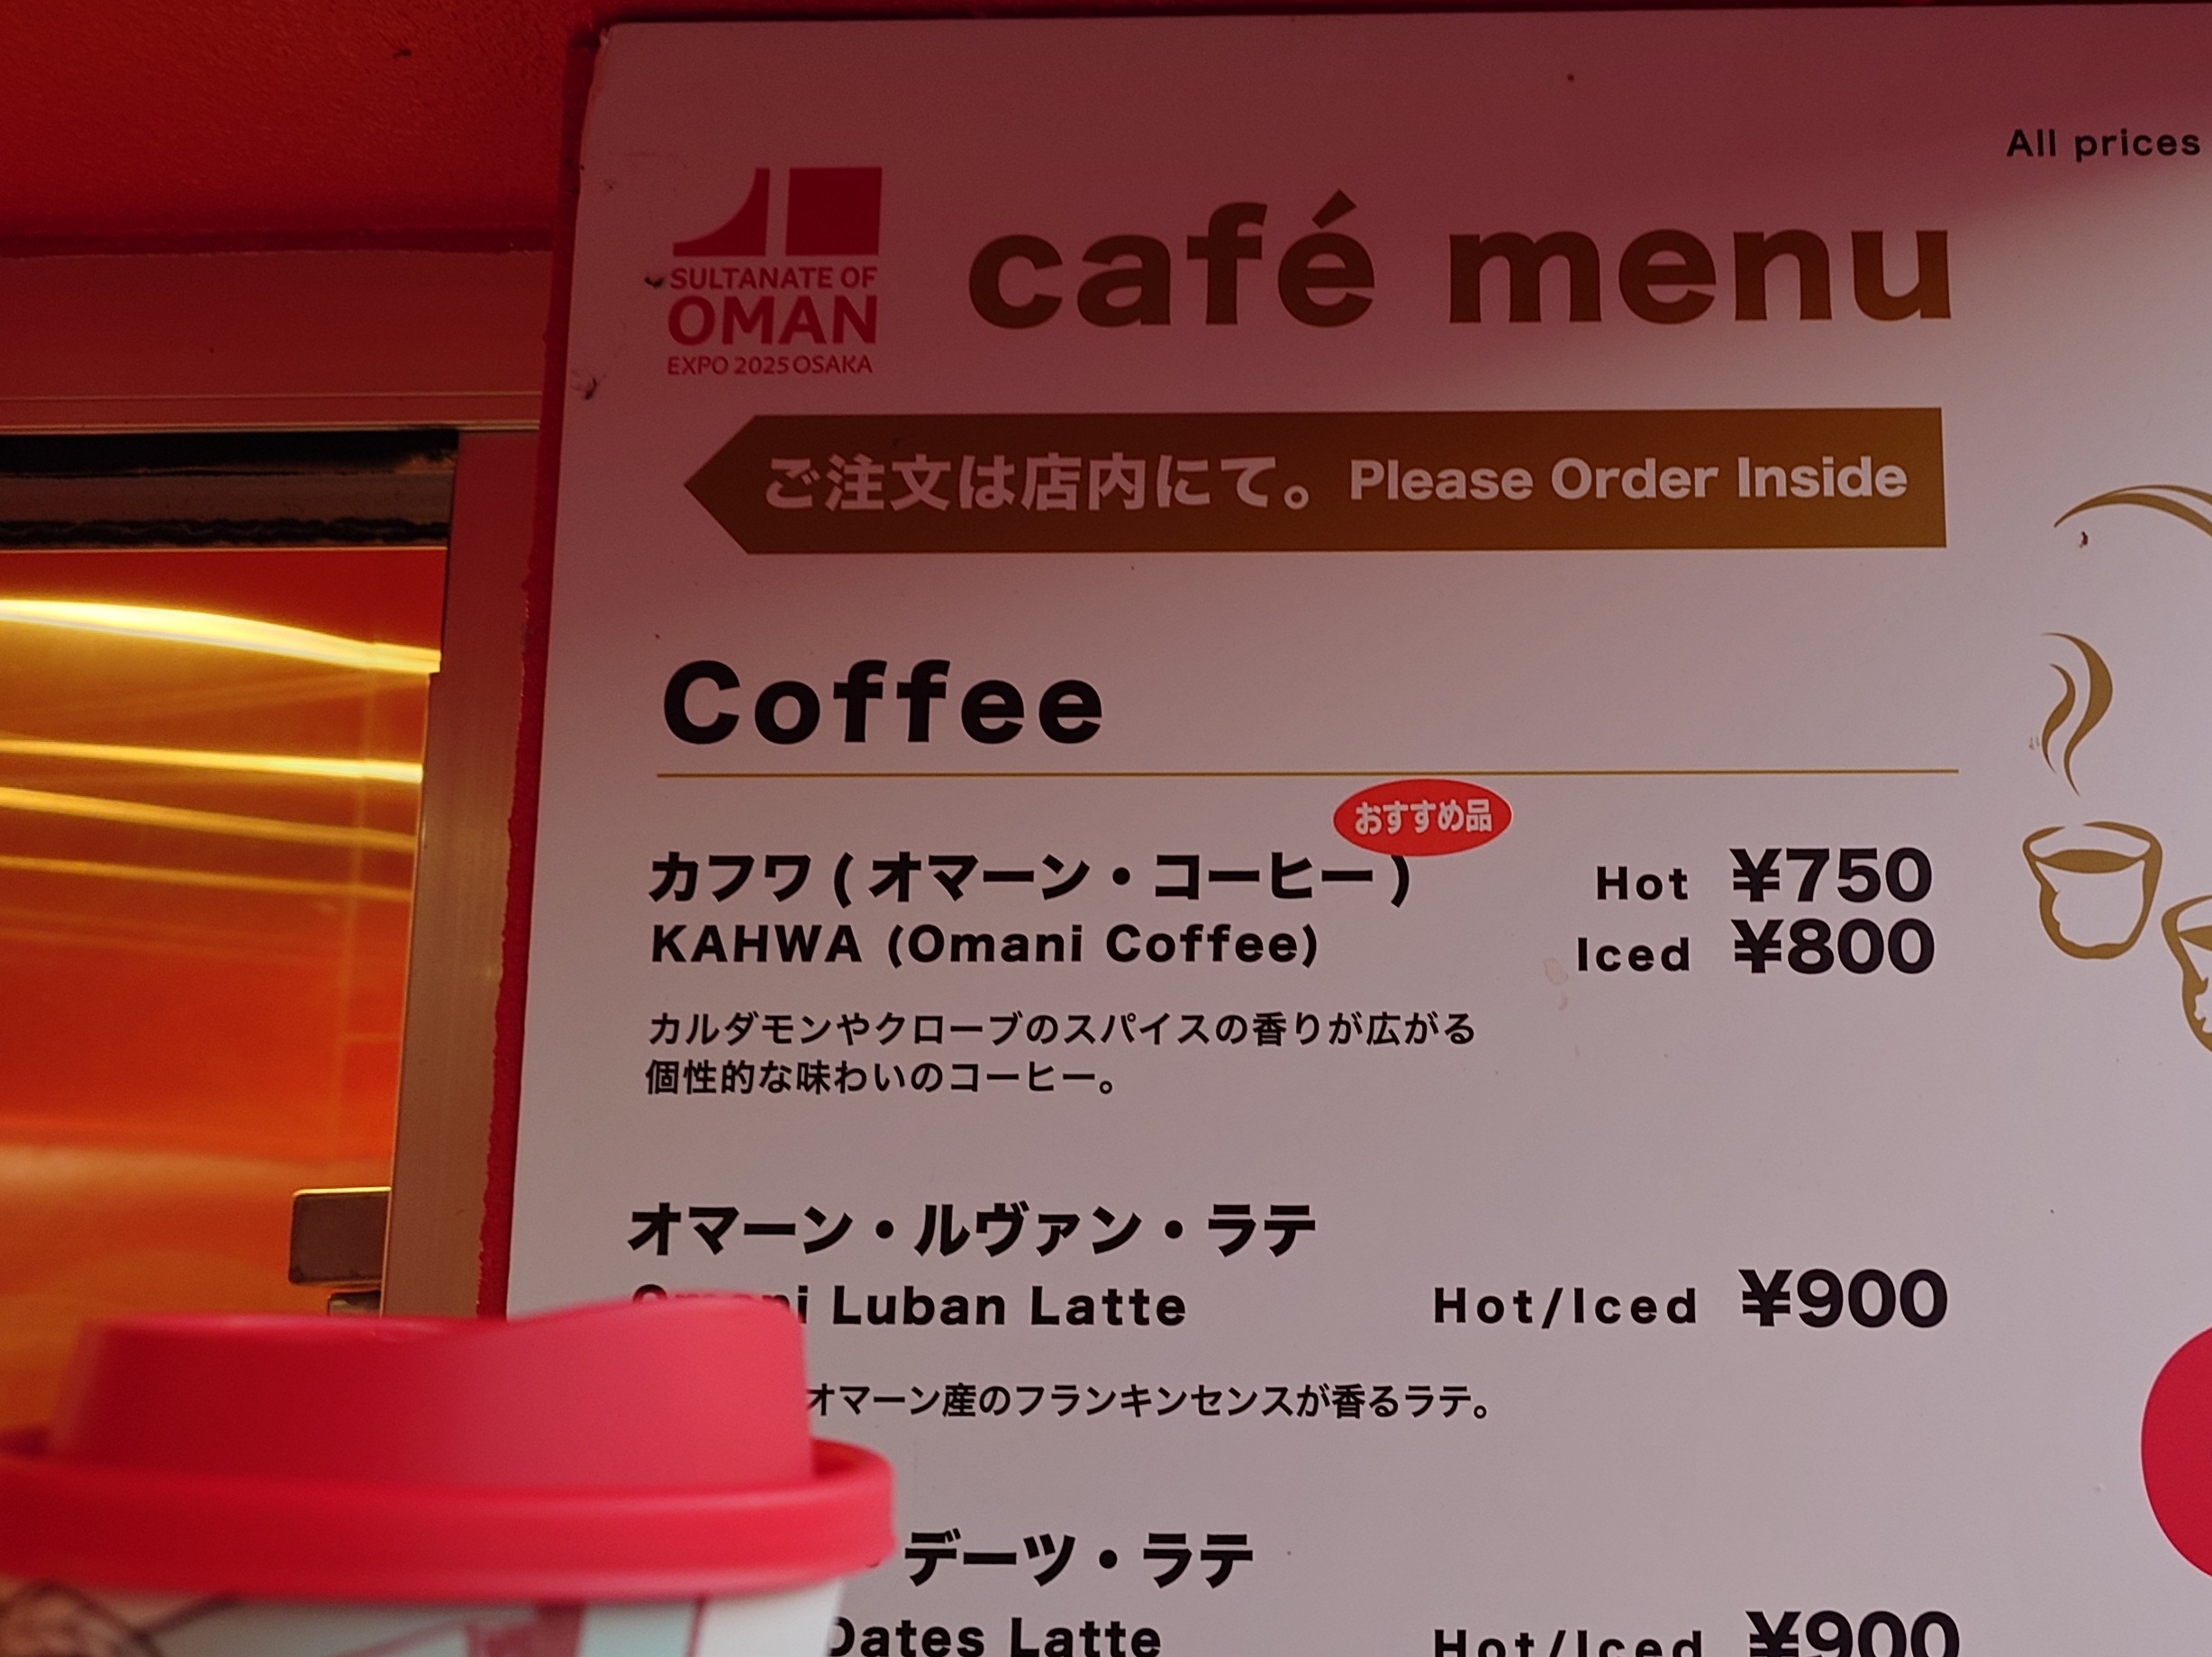 All prices
SULTANATE OF
OMAN
EXPO 2025 OSAKA
café menu
ご注文は店内にて。 Please Order Inside
Coffee
おすすめ品
カフワ ( オマーン・コーヒー ) Hot ¥750
KAHWA (Omani Coffee) Iced ¥800
カルダモンやクローブのスパイスの香りが広がる
個性的な味わいのコーヒー。
オマーン・ルヴァン・ラテ
Omani Luban Latte Hot/Iced ¥900
オマーン産のフランキンセンスが香るラテ。
デーツ・ラテ
Dates Latte Hot/Iced ¥900